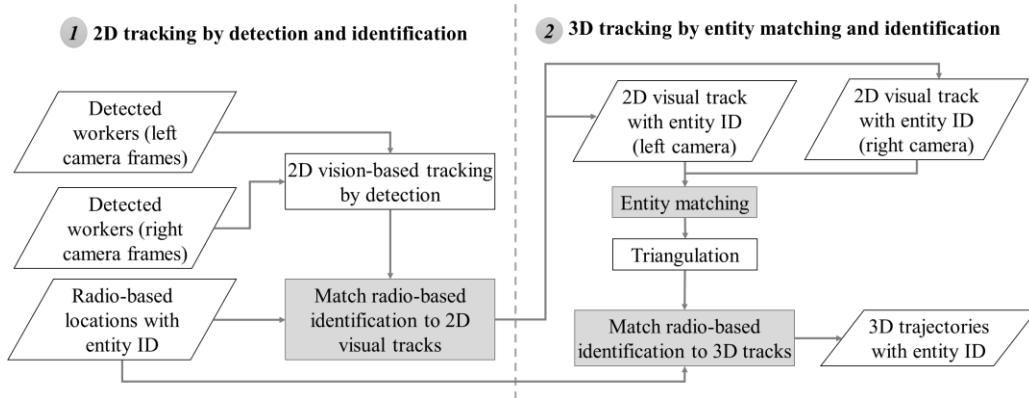 1 2D tracking by detection and identification
Detected
workers (left
camera frames)
2D vision-based tracking
by detection
Detected
workers (right
camera frames)
Radio-based
locations with
entity ID
Match radio-based
identification to 2D
visual tracks
2 3D tracking by entity matching and identification
2D visual track
with entity ID
(left camera)
2D visual track
with entity ID
(right camera)
Entity matching
Triangulation
Match radio-based
identification to 3D tracks
3D trajectories
with entity ID